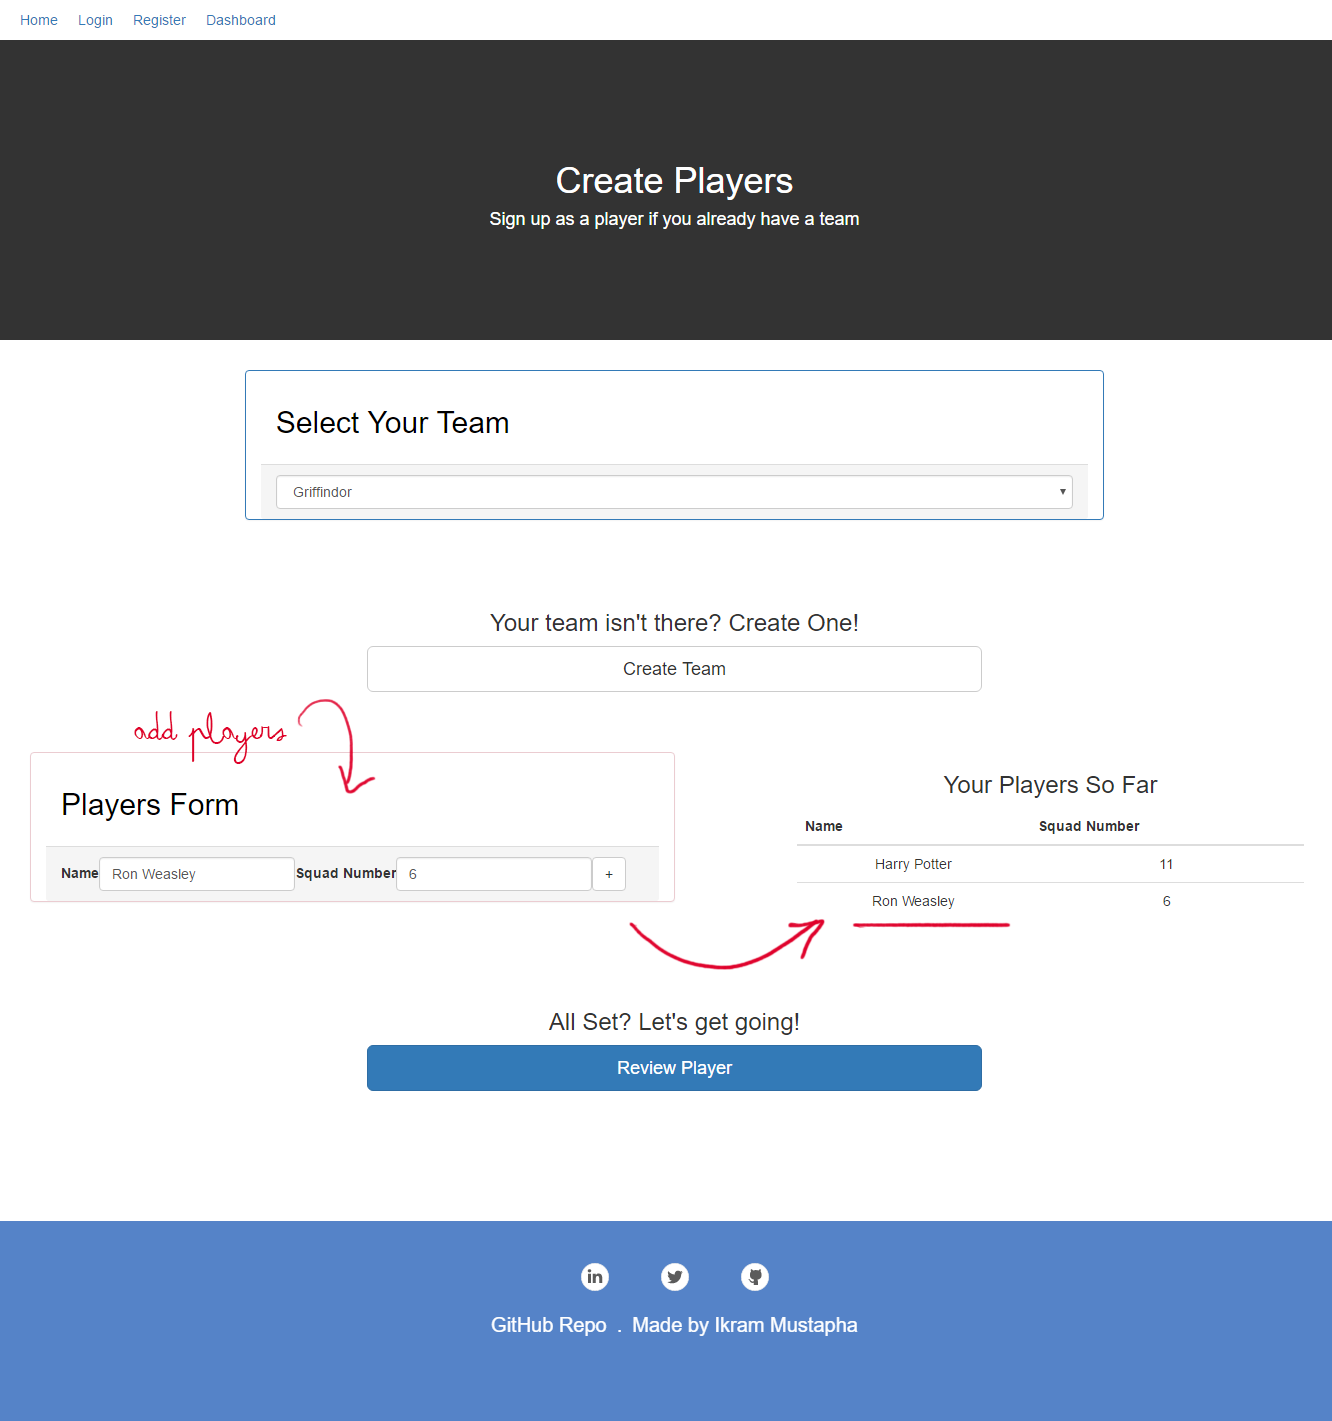 Home Login Register Dashboard
Create Players
Sign up as a player if you already have a team
Select Your Team
Griffindor
Your team isn't there? Create One!
Create Team
add players
Players Form
Name Ron Weasley Squad Number 6 +
Your Players So Far
Name Squad Number
Harry Potter 11
Ron Weasley 6
All Set? Let's get going!
Review Player
in
GitHub Repo . Made by Ikram Mustapha